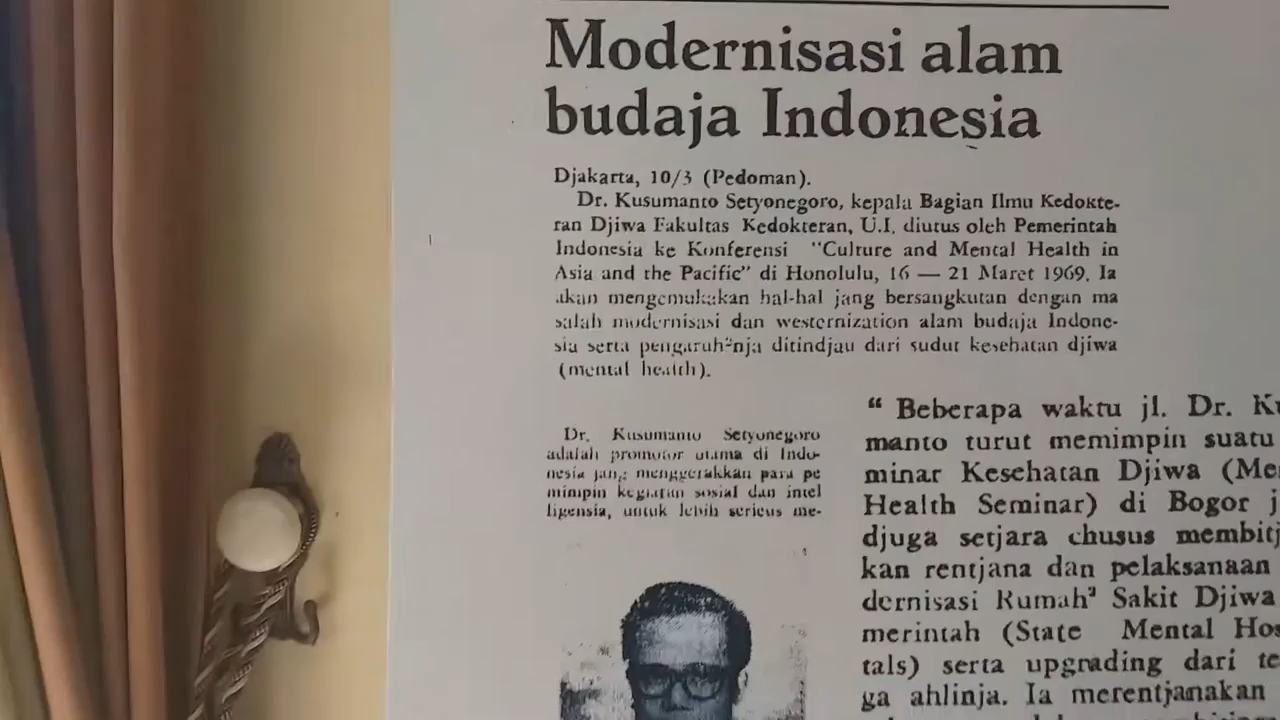 Modernisasi alam
budaja Indonesia
Djakarta, 10/3 (Pedoman).
Dr. Kusumanto Setyonegoro, kepala Bagian Ilmu Kedokte-
ran Djiwa Fakultas Kedokteran, U.I. diutus oleh Pemerintah
Indonesia ke Konferensi "Culture and Mental Health in
Asia and the Pacific" di Honolulu, 16 — 21 Maret 1969. Ia
akan mengemukakan hal-hal jang bersangkutan dengan ma
salah modernisasi dan westernization alam budaja Indone-
sia serta pengaruh²nja ditindjau dari sudut kesehatan djiwa
(mental health).
Dr. Kusumanto Setyonegoro
adalah promotor utama di Indo-
nesia jang menggerakkan para pe
mimpin kegiatan sosial dan intel
ligensia, untuk lebih serieus me-
“ Beberapa waktu jl. Dr. Ku
manto turut memimpin suatu
minar Kesehatan Djiwa (Me
Health Seminar) di Bogor j
djuga setjara chusus membitj
kan rentjana dan pelaksanaan
dernisasi Rumah² Sakit Djiwa
merintah (State Mental Hos
tals) serta upgrading dari te
ga ahlinja. Ia merentjanakan